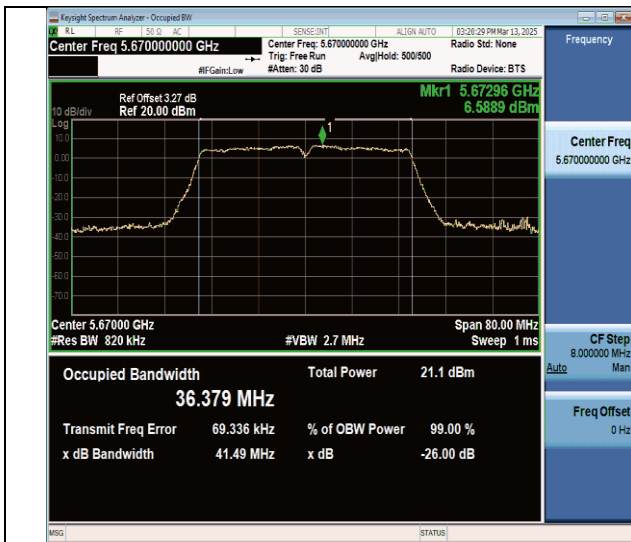 Keysight Spectrum Analyzer - Occupied BW
RL RF 50 Ω AC SENSE:INT ALIGN AUTO 03:20:29 PM Mar 13, 2025
Center Freq 5.670000000 GHz
Center Freq: 5.670000000 GHz Radio Std: None
Trig: Free Run Avg|Hold: 500/500
#IFGain:Low #Atten: 30 dB Radio Device: BTS
Frequency
Mkr1 5.67296 GHz
6.5889 dBm
Ref Offset 3.27 dB
10 dB/div Ref 20.00 dBm
Log
1
10.0
0.00
-10.0
-20.0
-30.0
-40.0
-50.0
-60.0
-70.0
Center 5.67000 GHz Span 80.00 MHz
#Res BW 820 kHz #VBW 2.7 MHz Sweep 1 ms
Occupied Bandwidth Total Power 21.1 dBm
36.379 MHz
Transmit Freq Error 69.336 kHz % of OBW Power 99.00 %
x dB Bandwidth 41.49 MHz x dB -26.00 dB
Center Freq
5.670000000 GHz
CF Step
8.000000 MHz
Auto Man
Freq Offset
0 Hz
MSG STATUS